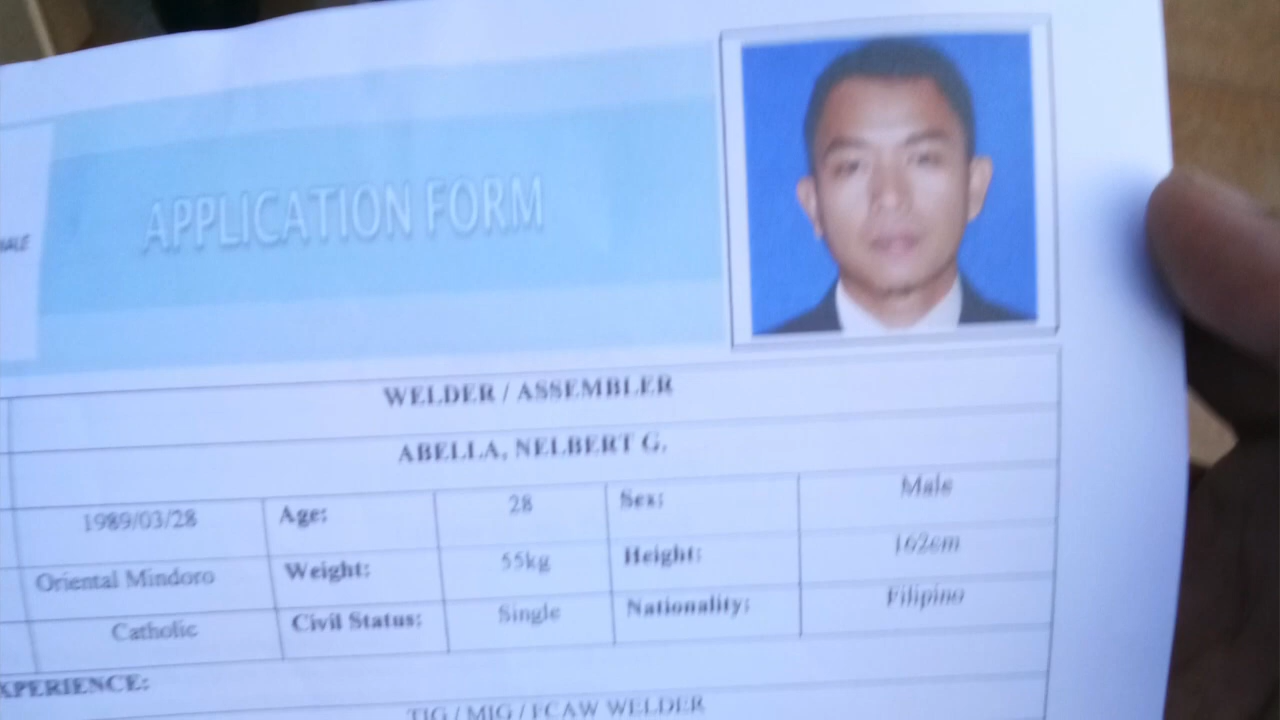 APPLICATION FORM
WELDER / ASSEMBLER
ABELLA, NELBERT G.
1989/03/28 Age: 28 Sex: Male
Oriental Mindoro Weight: 55kg Height: 162cm
Catholic Civil Status: Single Nationality: Filipino
XPERIENCE:
TIG / MIG / FCAW WELDER